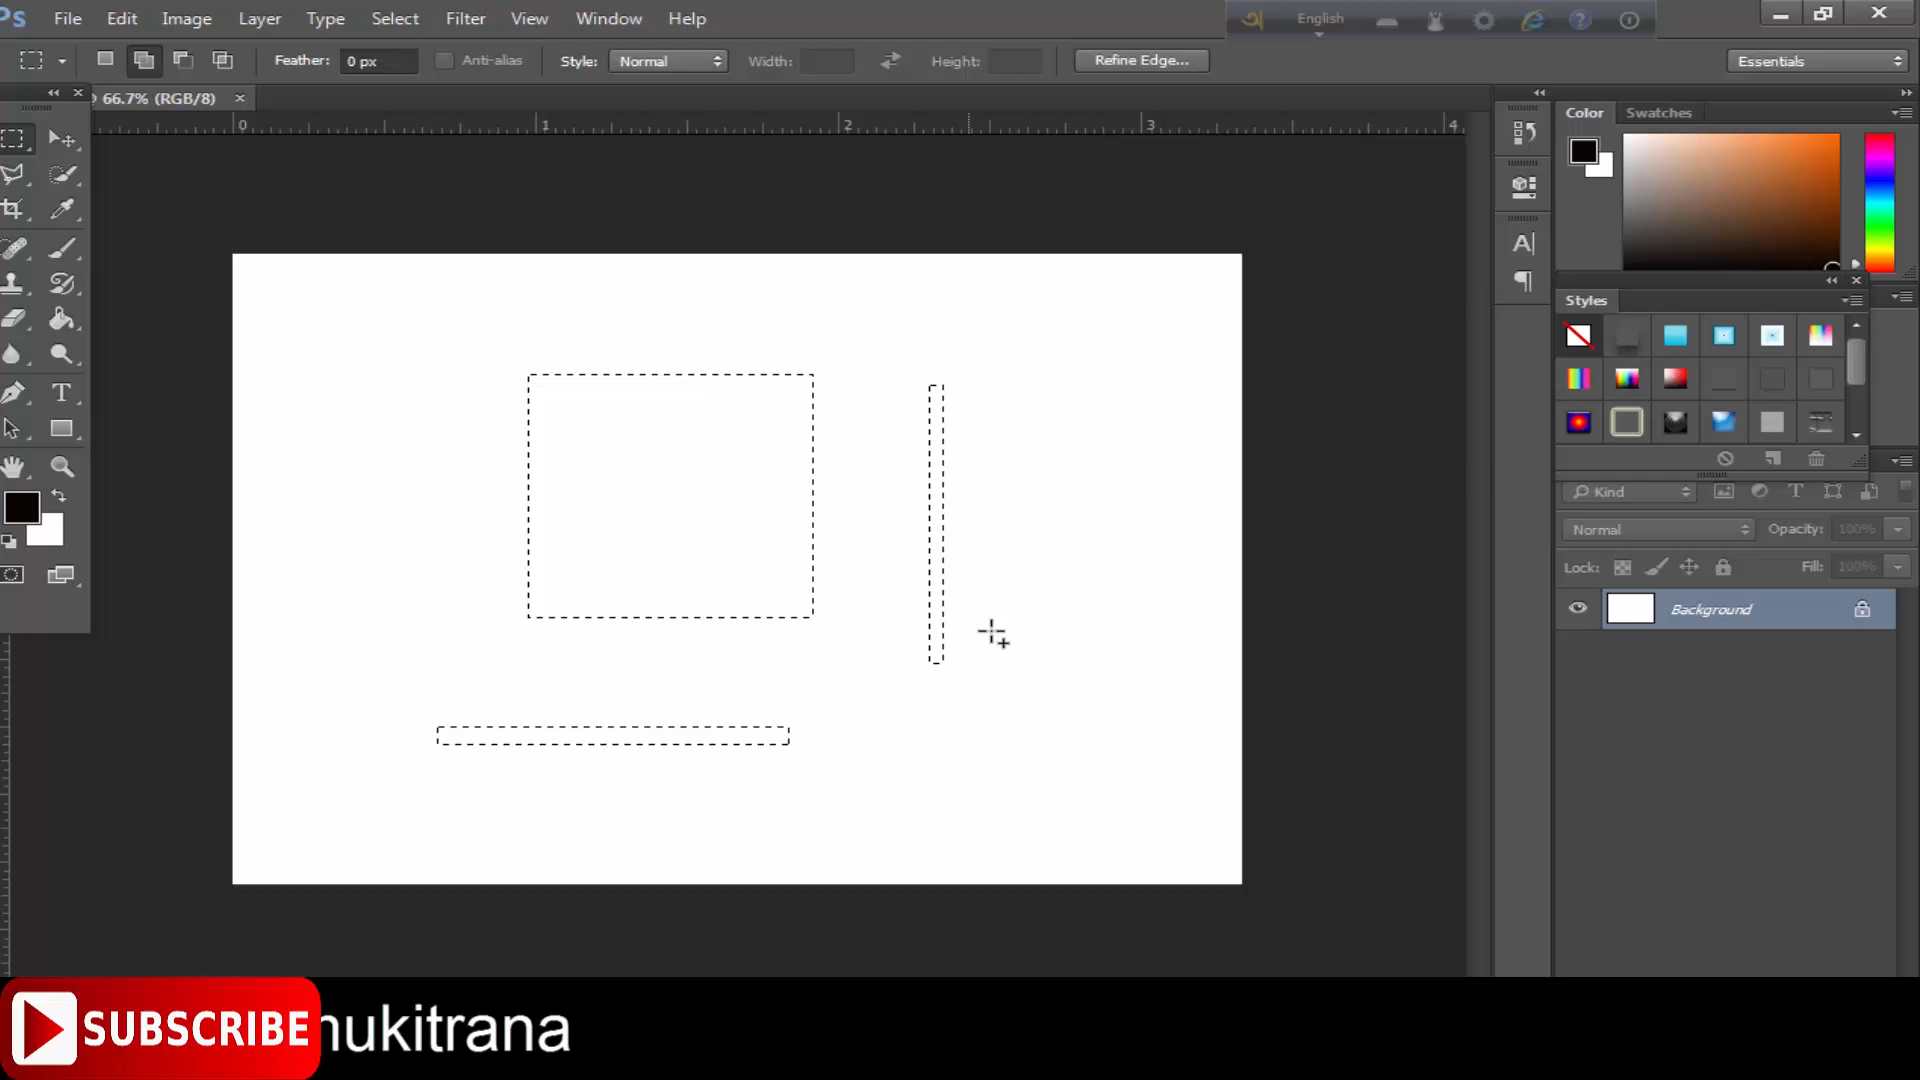 Ps File Edit Image Layer Type Select Filter View Window Help
অ English
Feather: 0 px Anti-alias Style: Normal Width: Height: Refine Edge... Essentials
66.7% (RGB/8)
0 1 2 3 4
Color Swatches
Styles
Kind
Normal Opacity: 100%
Lock: Fill: 100%
Background
SUBSCRIBE
ukitrana